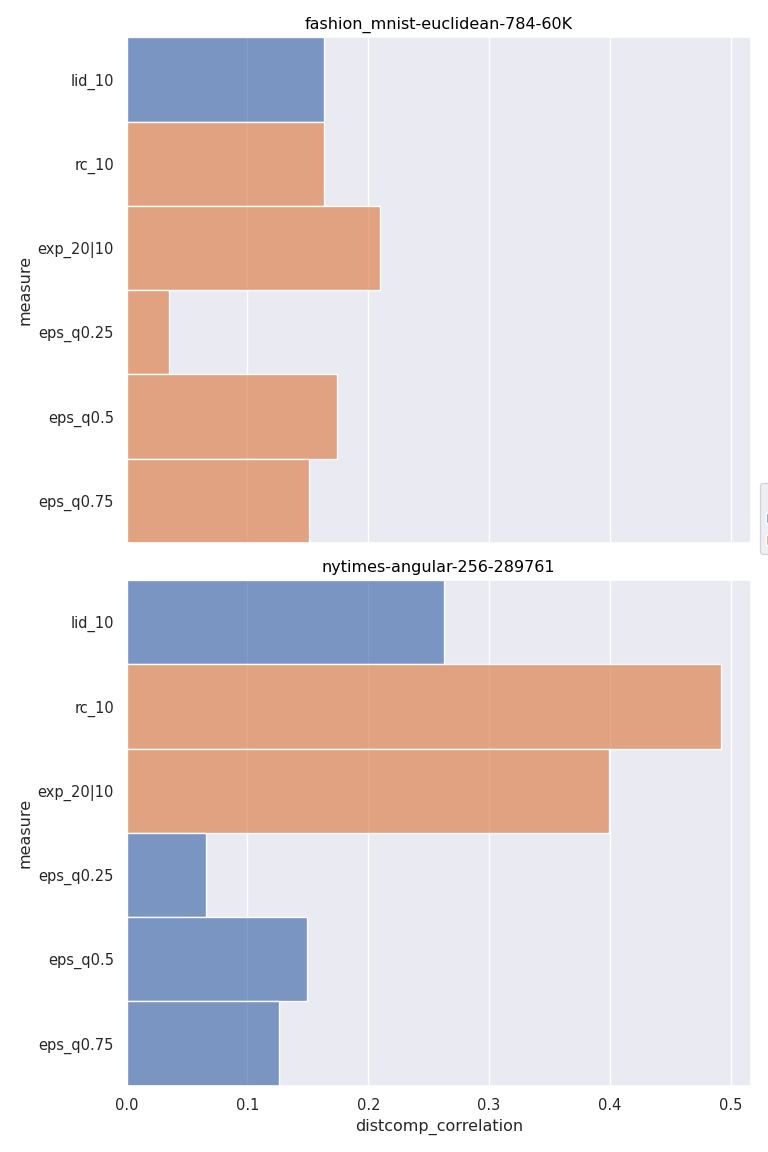 fashion_mnist-euclidean-784-60K
lid_10
rc_10
exp_20|10
eps_q0.25
eps_q0.5
eps_q0.75
measure
nytimes-angular-256-289761
lid_10
rc_10
exp_20|10
eps_q0.25
eps_q0.5
eps_q0.75
measure
0.0 0.1 0.2 0.3 0.4 0.5
distcomp_correlation